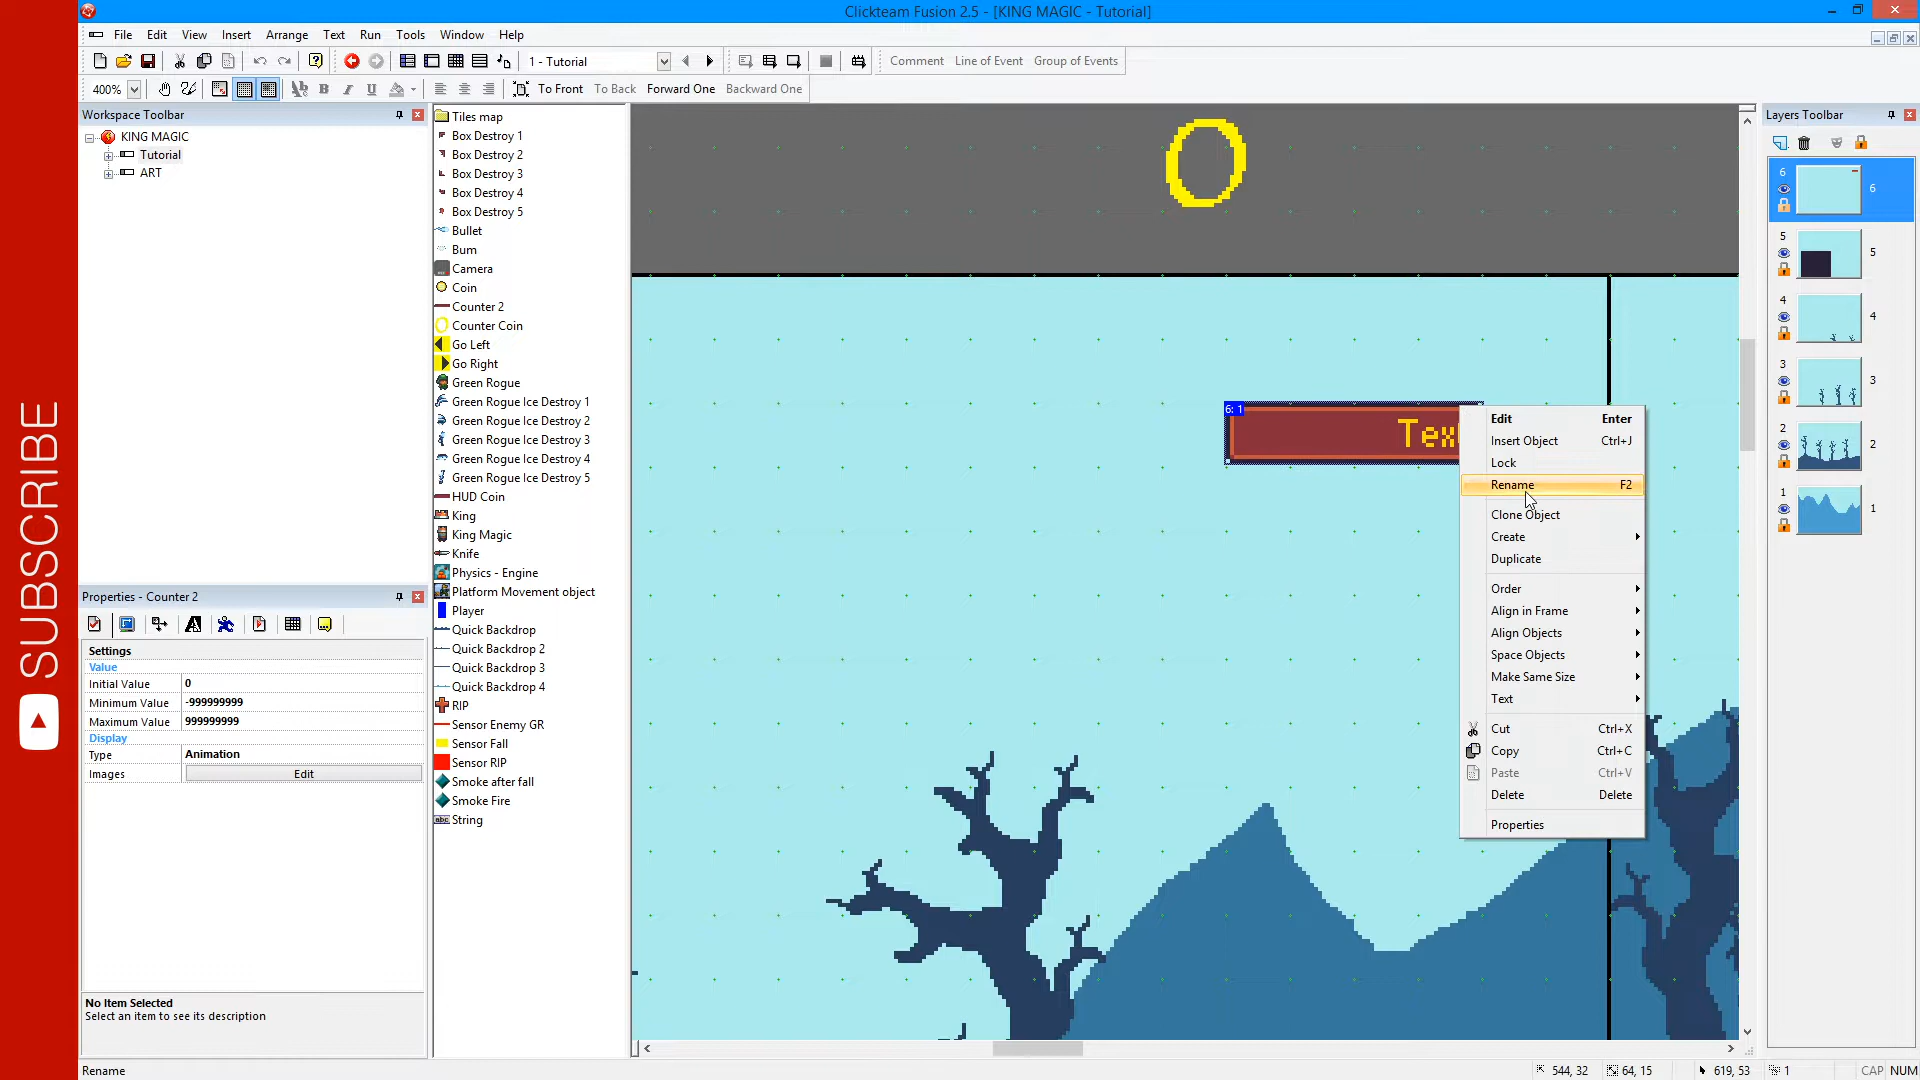 SUBSCRIBE
Clickteam Fusion 2.5 - [KING MAGIC - Tutorial]
File Edit View Insert Arrange Text Run Tools Window Help
1 - Tutorial
Comment Line of Event Group of Events
400%
B I U
To Front To Back Forward One Backward One
Workspace Toolbar
KING MAGIC
Tutorial
ART
Properties - Counter 2
Settings
Value
Initial Value 0
Minimum Value -999999999
Maximum Value 999999999
Display
Type Animation
Images Edit
No Item Selected
Select an item to see its description
Rename
Tiles map
Box Destroy 1
Box Destroy 2
Box Destroy 3
Box Destroy 4
Box Destroy 5
Bullet
Bum
Camera
Coin
Counter 2
Counter Coin
Go Left
Go Right
Green Rogue
Green Rogue Ice Destroy 1
Green Rogue Ice Destroy 2
Green Rogue Ice Destroy 3
Green Rogue Ice Destroy 4
Green Rogue Ice Destroy 5
HUD Coin
King
King Magic
Knife
Physics - Engine
Platform Movement object
Player
Quick Backdrop
Quick Backdrop 2
Quick Backdrop 3
Quick Backdrop 4
RIP
Sensor Enemy GR
Sensor Fall
Sensor RIP
Smoke after fall
Smoke Fire
abc String
0
6: 1
Tex
Edit Enter
Insert Object Ctrl+J
Lock
Rename F2
Clone Object
Create
Duplicate
Order
Align in Frame
Align Objects
Space Objects
Make Same Size
Text
Cut Ctrl+X
Copy Ctrl+C
Paste Ctrl+V
Delete Delete
Properties
Layers Toolbar
6 6
5 5
4 4
3 3
2 2
1 1
544, 32 64, 15 619, 53 1 CAP NUM